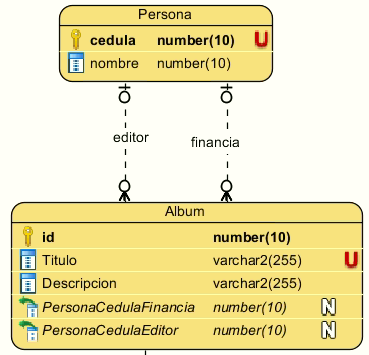 Persona
cedula number(10) U
nombre number(10)
editor
financia
Album
id number(10)
Titulo varchar2(255) U
Descripcion varchar2(255)
PersonaCedulaFinancia number(10) N
PersonaCedulaEditor number(10) N